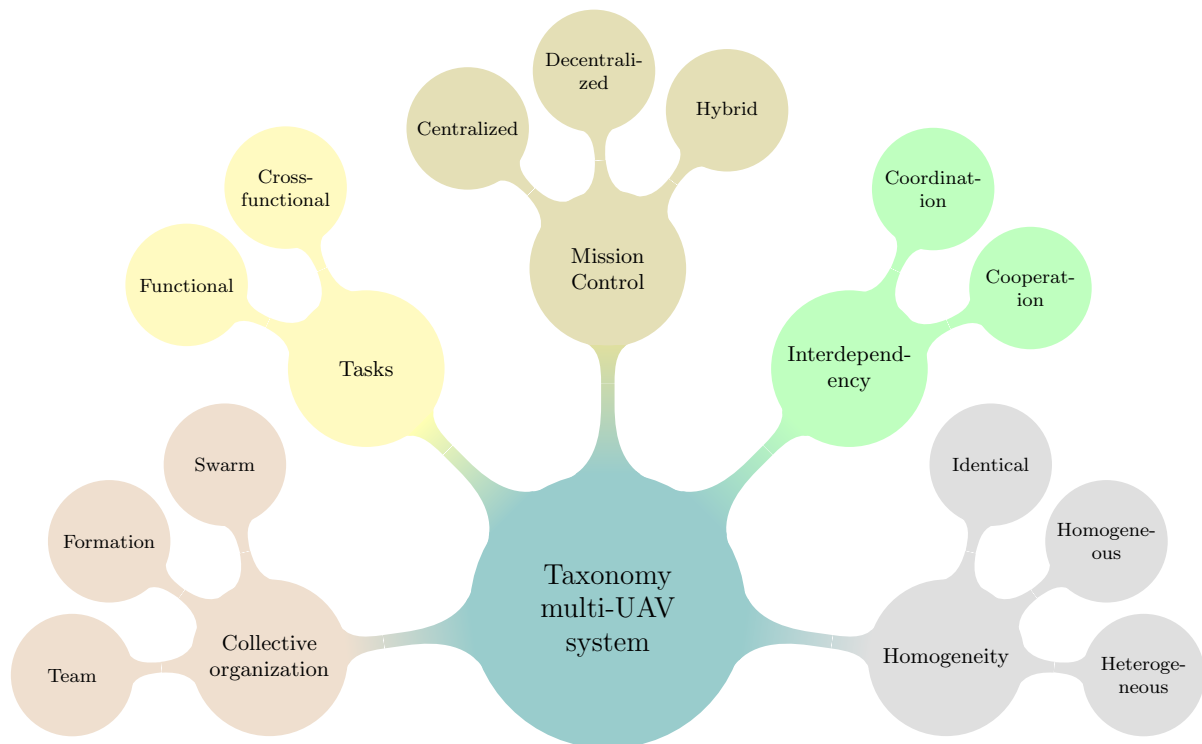 Decentrali-
zed
Centralized
Hybrid
Mission
Control
Cross-
functional
Functional
Tasks
Coordinat-
ion
Cooperat-
ion
Interdepend-
ency
Swarm
Formation
Team
Collective
organization
Taxonomy
multi-UAV
system
Identical
Homogene-
ous
Heteroge-
neous
Homogeneity